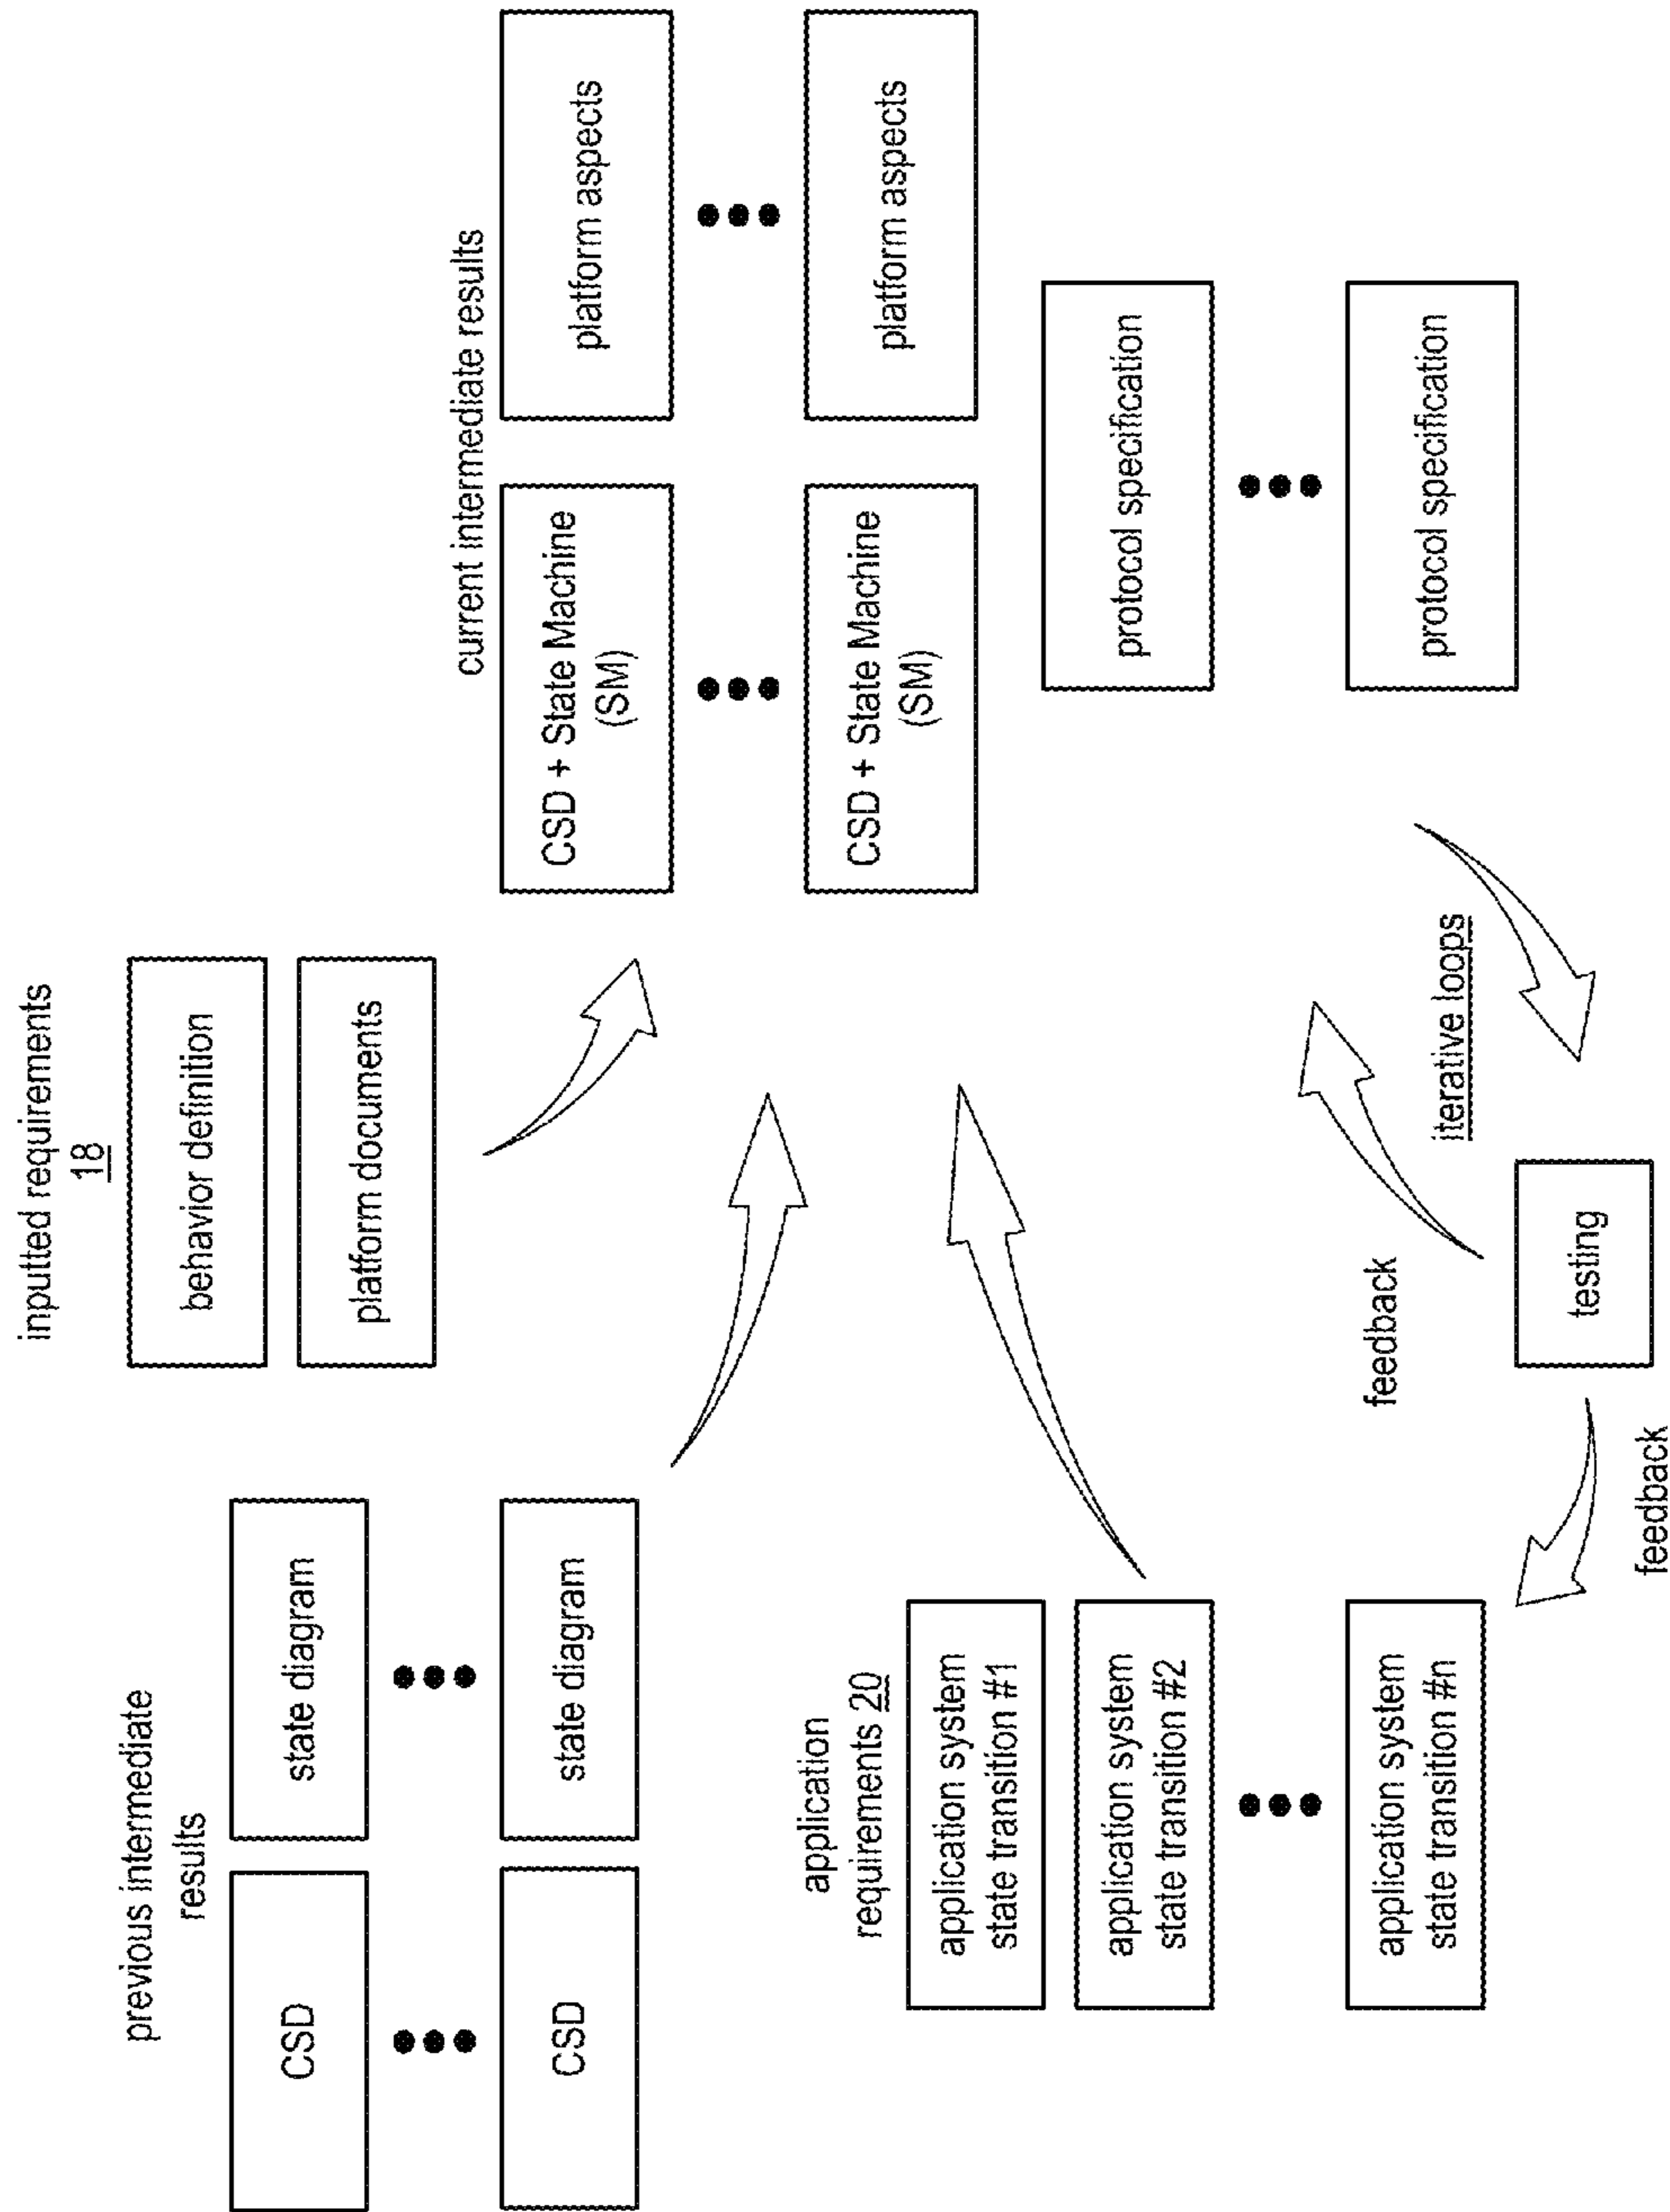 previous intermediate
results
CSD
state diagram
CSD
state diagram
inputted requirements
18
behavior definition
platform documents
current intermediate results
CSD + State Machine
(SM)
platform aspects
CSD + State Machine
(SM)
platform aspects
application
requirements 20
application system
state transition #1
application system
state transition #2
application system
state transition #n
protocol specification
protocol specification
feedback
iterative loops
testing
feedback